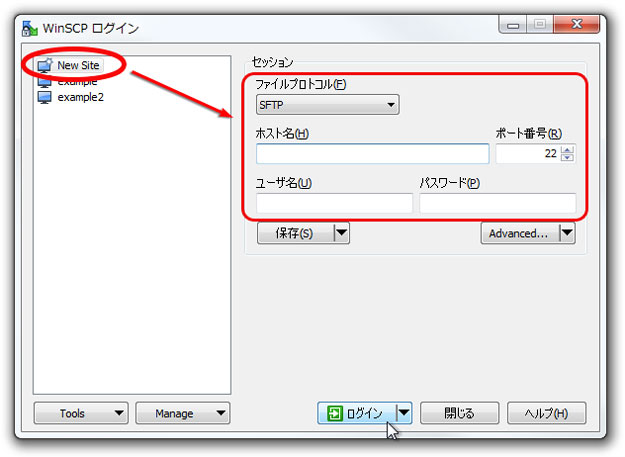 WinSCP ログイン
New Site
example
example2
セッション
ファイルプロトコル(F)
SFTP
ホスト名(H)
ポート番号(R)
22
ユーザ名(U)
パスワード(P)
保存(S)
Advanced...
Tools
Manage
ログイン
閉じる
ヘルプ(H)